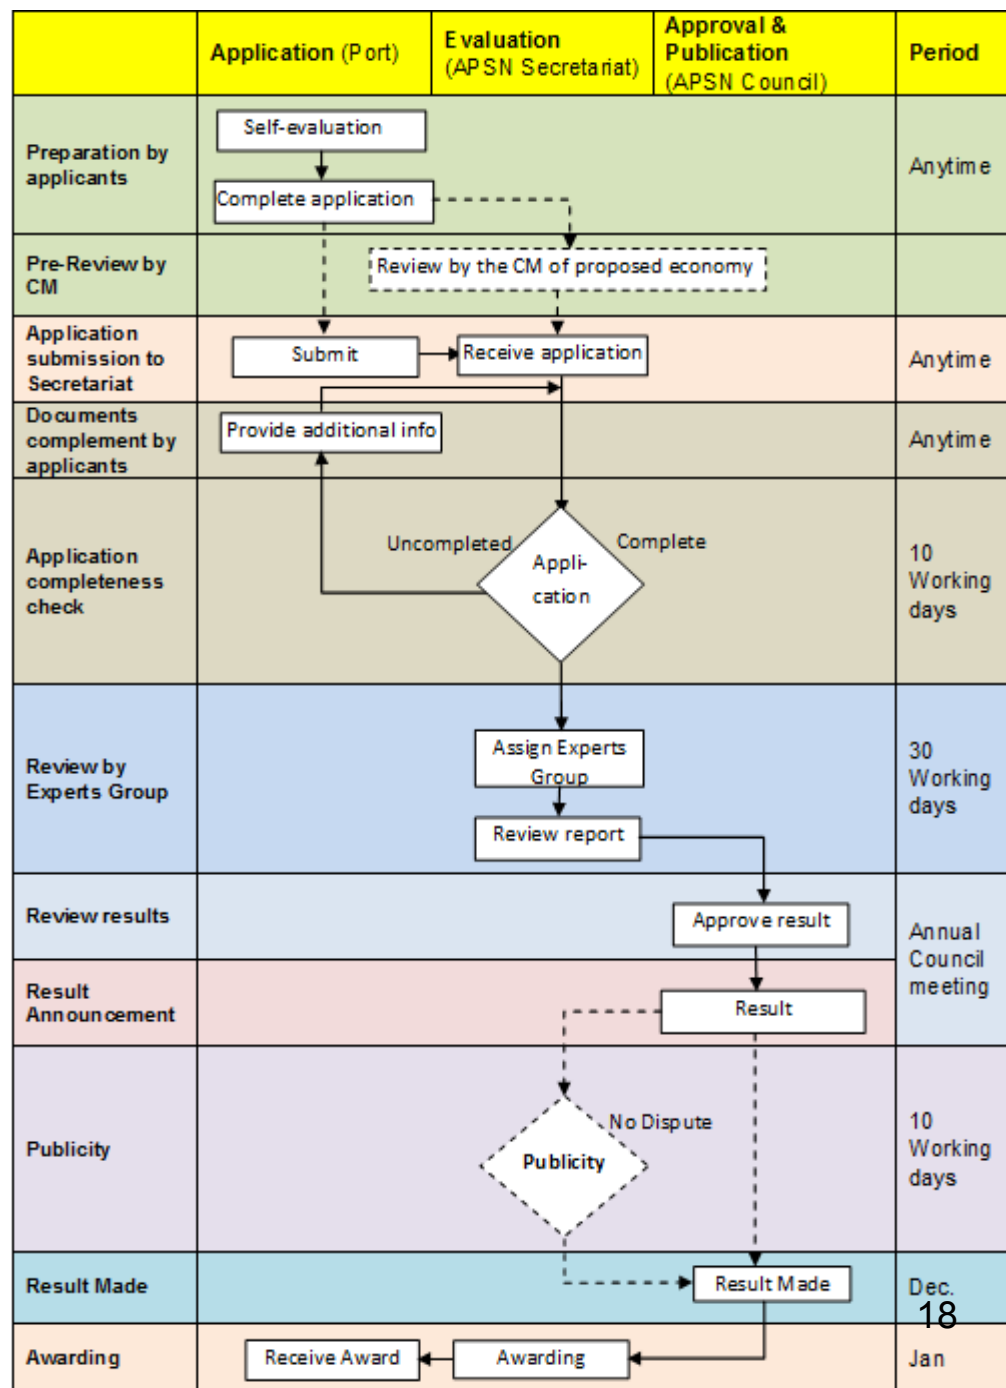 Application (Port)
Evaluation
(APSN Secretariat)
Approval &
Publication
(APSN Council)
Period
Preparation by
applicants
Self-evaluation
Complete application
Anytime
Pre-Review by
CM
Review by the CM of proposed economy
Application
submission to
Secretariat
Submit
Receive application
Anytime
Documents
complement by
applicants
Provide additional info
Anytime
Application
completeness
check
Uncompleted
Complete
Appli-
cation
10
Working
days
Review by
Experts Group
Assign Experts
Group
Review report
30
Working
days
Review results
Approve result
Annual
Council
meeting
Result
Announcement
Result
Publicity
No Dispute
Publicity
10
Working
days
Result Made
Result Made
Dec.
18
Awarding
Receive Award
Awarding
Jan